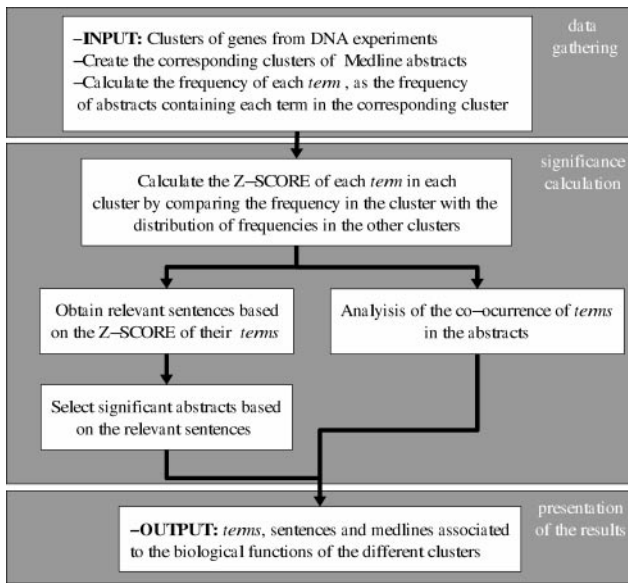 –INPUT: Clusters of genes from DNA experiments
–Create the corresponding clusters of Medline abstracts
–Calculate the frequency of each term , as the frequency
of abstracts containing each term in the corresponding cluster
data
gathering
significance
calculation
Calculate the Z–SCORE of each term in each
cluster by comparing the frequency in the cluster with the
distribution of frequencies in the other clusters
Obtain relevant sentences based
on the Z–SCORE of their terms
Analyisis of the co–ocurrence of terms
in the abstracts
Select significant abstracts based
on the relevant sentences
presentation
of the results
–OUTPUT: terms, sentences and medlines associated
to the biological functions of the different clusters